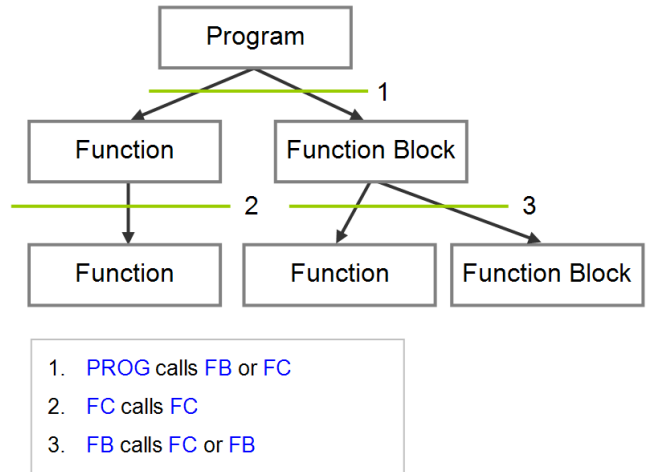 Program
1
Function
Function Block
2
3
Function
Function
Function Block
1. PROG calls FB or FC
2. FC calls FC
3. FB calls FC or FB